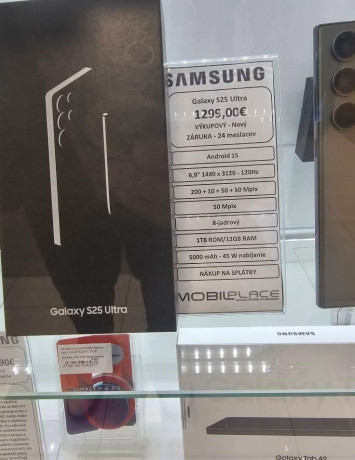 SAMSUNG
Galaxy S25 Ultra
1299,00€
VÝKUPOVÝ - Nový
ZÁRUKA - 24 mesiacov
Android 15
6,9" 1440 x 3120 - 120Hz
200 + 10 + 50 + 50 Mpix
50 Mpix
8-jadrový
1TB ROM/12GB RAM
5000 mAh - 45 W nabíjanie
NÁKUP NA SPLÁTKY
MOBILPLACE
Galaxy S25 Ultra
SAMSUNG
Galaxy Tab A9